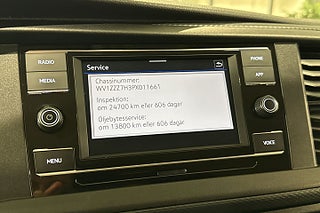 RADIO
MEDIA
MENU
Service
Chassinummer:
WV1ZZZ7H3PX011661
Inspektion:
om 24700 km eller 606 dagar
Oljebytesservice:
om 13800 km eller 606 dagar
PHONE
APP
VOICE